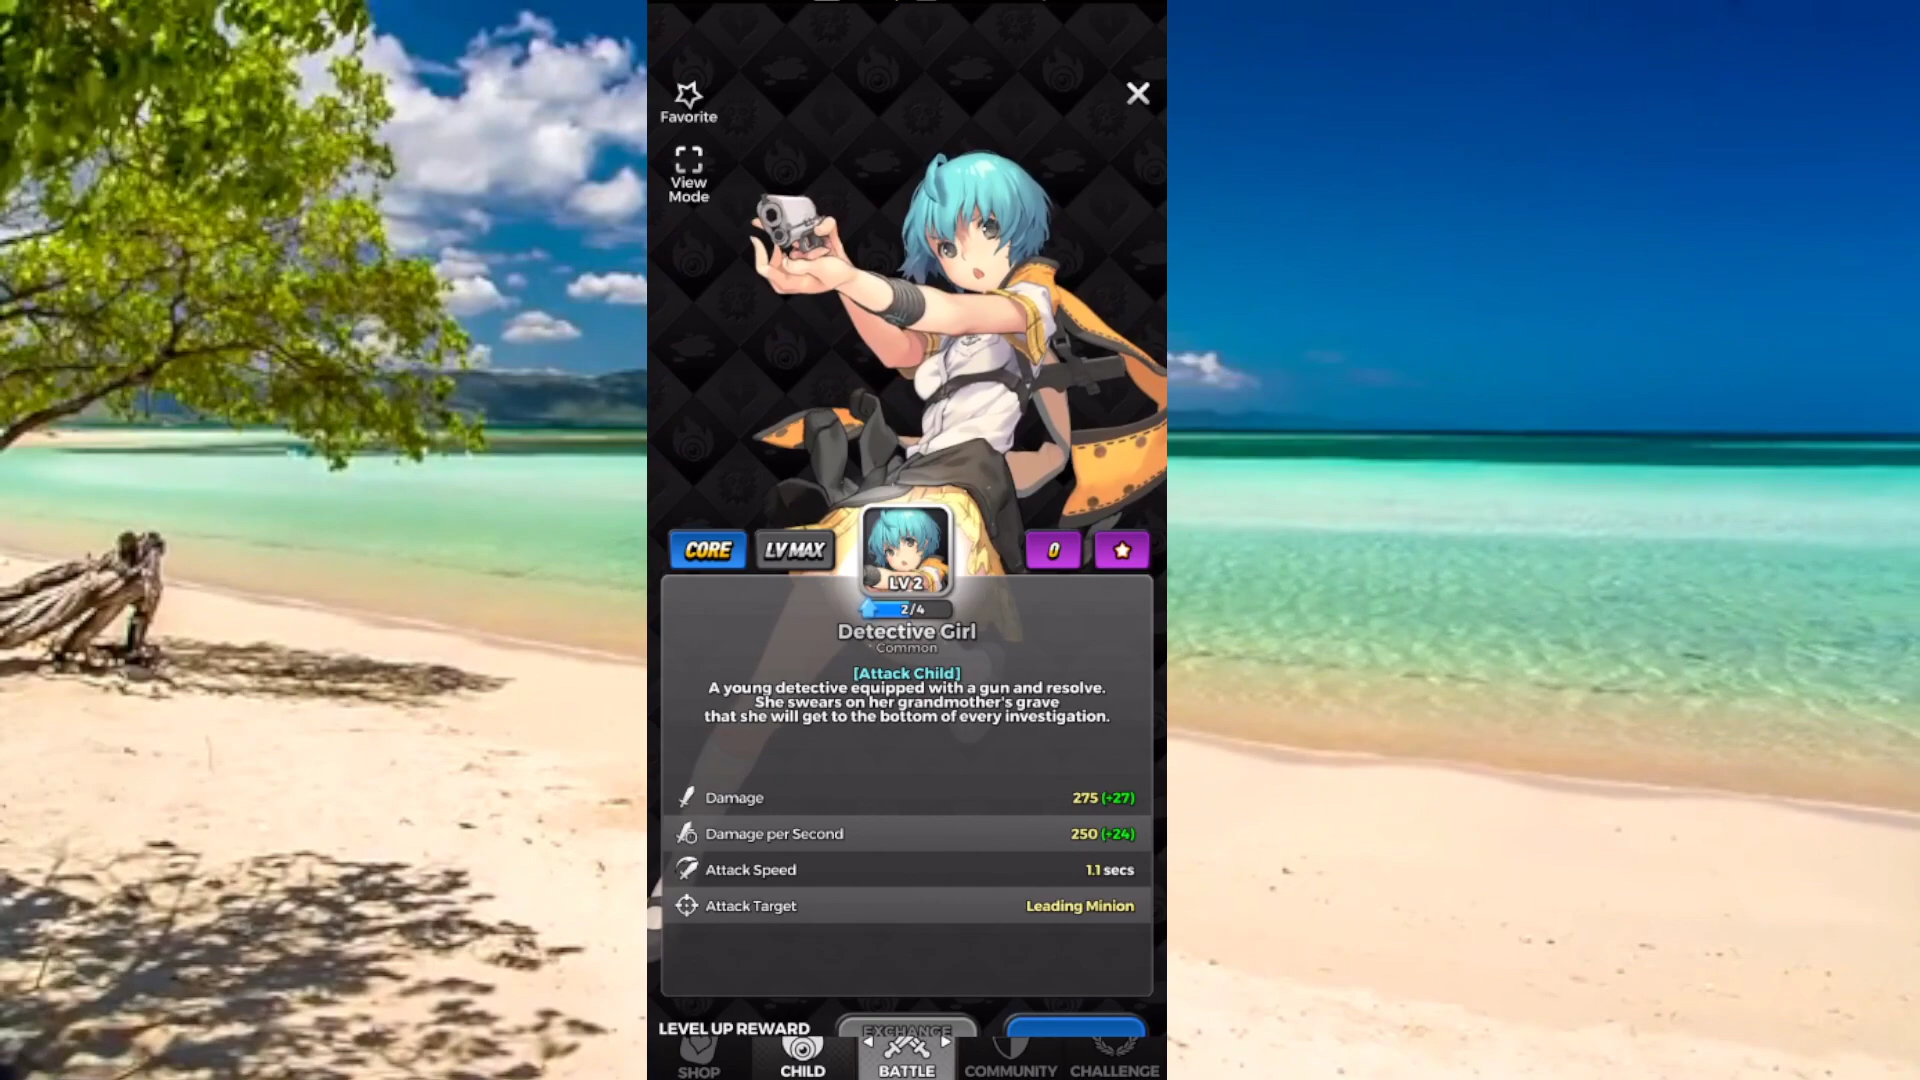 Favorite
View
Mode
CORE
LV MAX
LV 2
0
2/4
Detective Girl
Common
[Attack Child]
A young detective equipped with a gun and resolve.
She swears on her grandmother's grave
that she will get to the bottom of every investigation.
Damage 275 (+27)
Damage per Second 250 (+24)
Attack Speed 1.1 secs
Attack Target Leading Minion
LEVEL UP REWARD
EXCHANGE
SHOP
CHILD
BATTLE
COMMUNITY
CHALLENGE